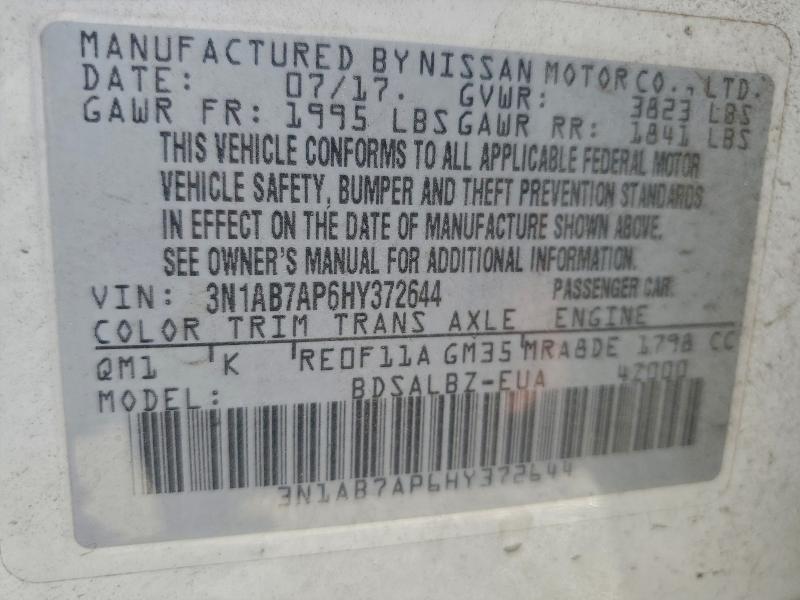 MANUFACTURED BY NISSAN MOTOR CO., LTD.
DATE: 07/17. GVWR: 3823 LBS
GAWR FR: 1995 LBS GAWR RR: 1841 LBS
THIS VEHICLE CONFORMS TO ALL APPLICABLE FEDERAL MOTOR
VEHICLE SAFETY, BUMPER AND THEFT PREVENTION STANDARDS
IN EFFECT ON THE DATE OF MANUFACTURE SHOWN ABOVE.
SEE OWNER'S MANUAL FOR ADDITIONAL INFORMATION.
VIN: 3N1AB7AP6HY372644 PASSENGER CAR
COLOR TRIM TRANS AXLE ENGINE
QM1 K RE0F11A GM35 MRA8DE 1798 CC
MODEL: BDSALBZ-EUA 4Z000
3N1AB7AP6HY372644